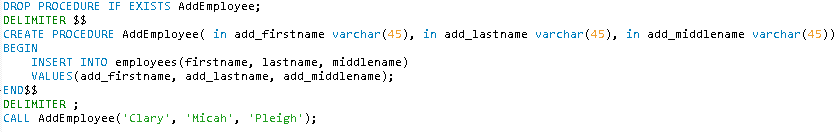 DROP PROCEDURE IF EXISTS AddEmployee;
DELIMITER $$
CREATE PROCEDURE AddEmployee( in add_firstname varchar(45), in add_lastname varchar(45), in add_middlename varchar(45))
BEGIN
    INSERT INTO employees(firstname, lastname, middlename)
    VALUES(add_firstname, add_lastname, add_middlename);
END$$
DELIMITER ;
CALL AddEmployee('Clary', 'Micah', 'Pleigh');